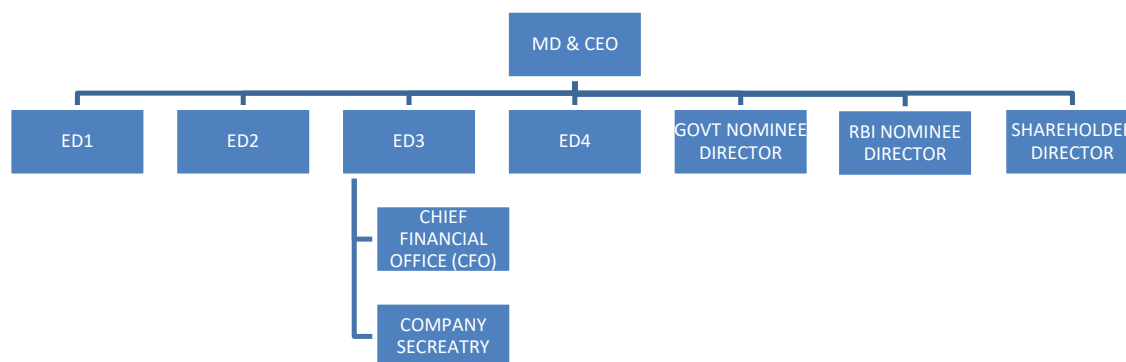 MD & CEO
ED1
ED2
ED3
ED4
GOVT NOMINEE
DIRECTOR
RBI NOMINEE
DIRECTOR
SHAREHOLDER
DIRECTOR
CHIEF
FINANCIAL
OFFICE (CFO)
COMPANY
SECREATRY